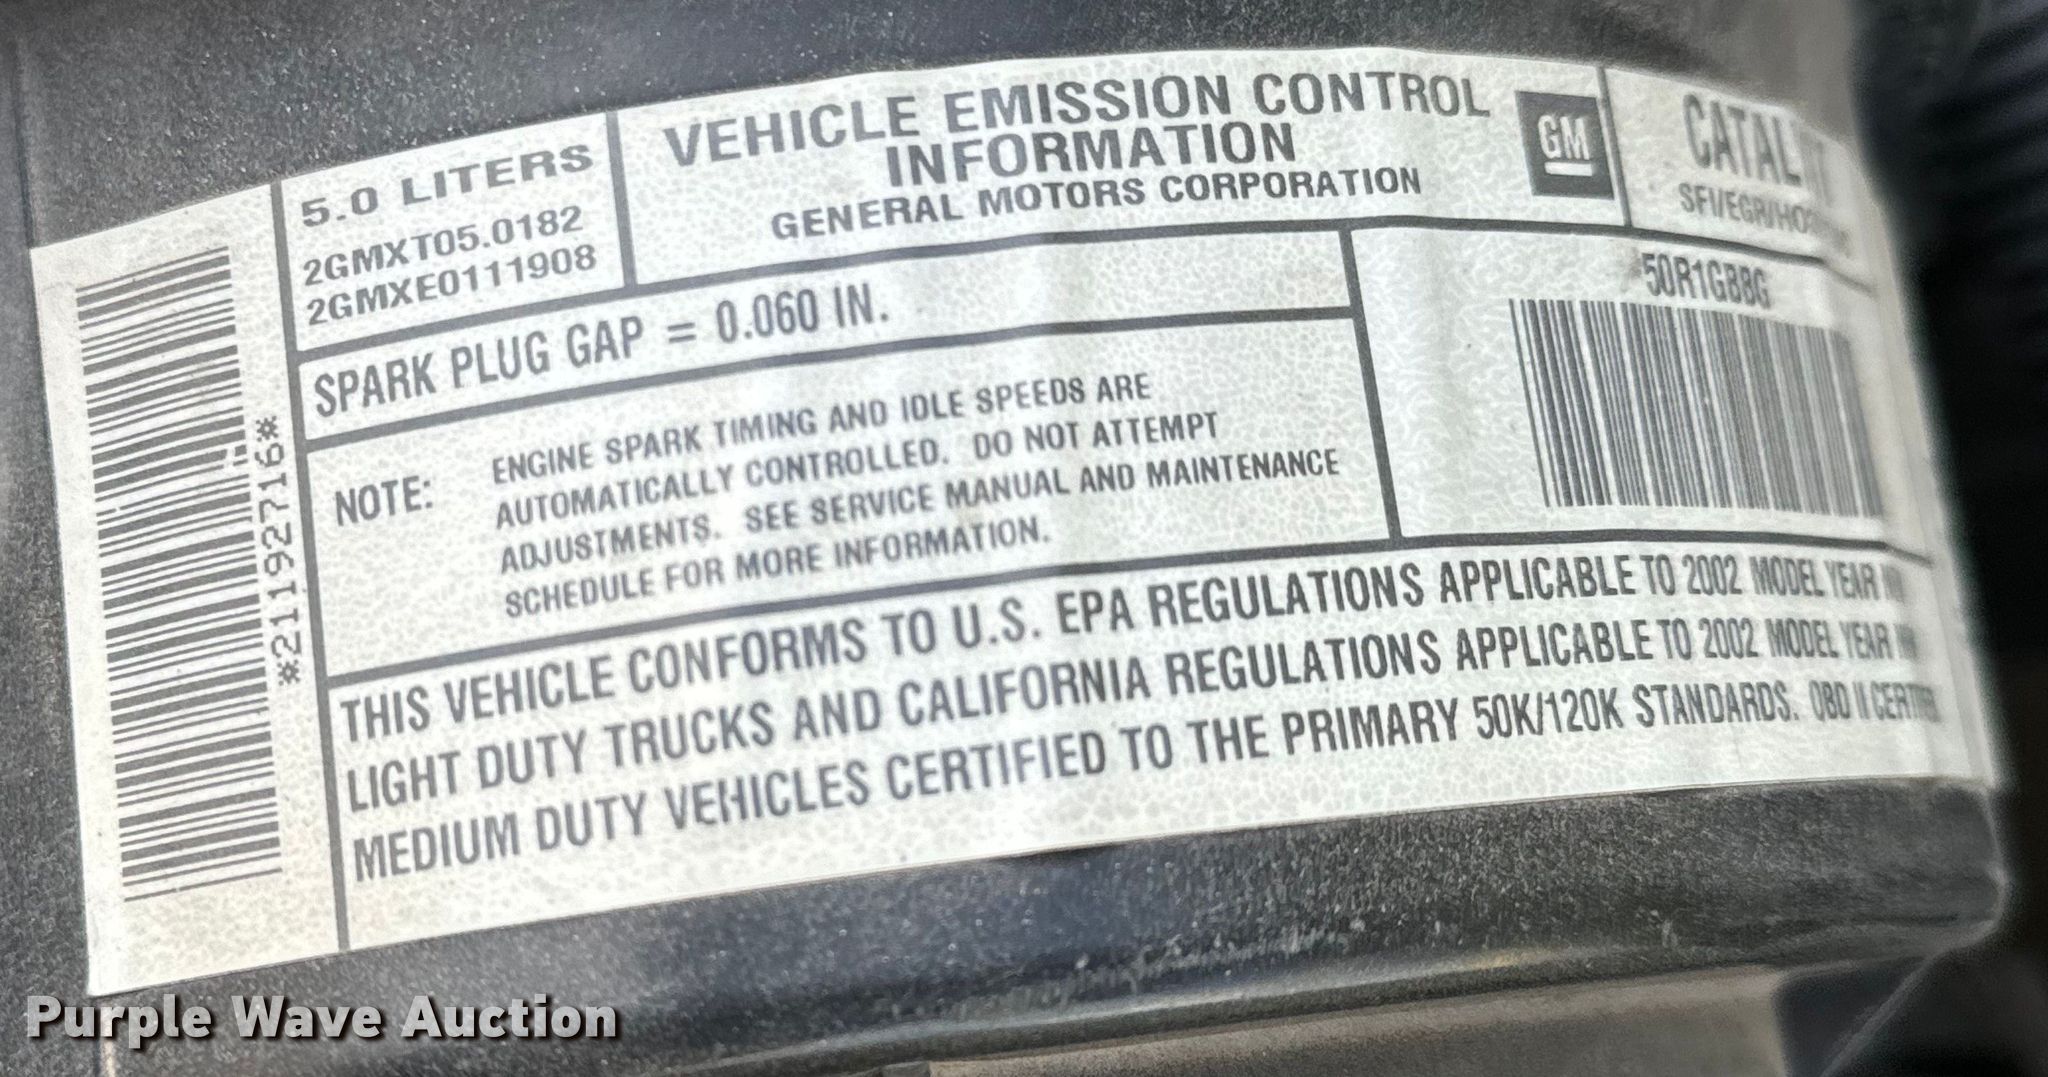 5.0 LITERS
2GMXT05.0182
2GMXE0111908
VEHICLE EMISSION CONTROL
INFORMATION
GENERAL MOTORS CORPORATION
GM
SPARK PLUG GAP = 0.060 IN.
NOTE: ENGINE SPARK TIMING AND IDLE SPEEDS ARE
AUTOMATICALLY CONTROLLED. DO NOT ATTEMPT
ADJUSTMENTS. SEE SERVICE MANUAL AND MAINTENANCE
SCHEDULE FOR MORE INFORMATION.
50R1GB8G
*21192716*
THIS VEHICLE CONFORMS TO U.S. EPA REGULATIONS APPLICABLE TO 2002 MODEL YEAR
LIGHT DUTY TRUCKS AND CALIFORNIA REGULATIONS APPLICABLE TO 2002 MODEL YEAR
MEDIUM DUTY VEHICLES CERTIFIED TO THE PRIMARY 50K/120K STANDARDS. OBD II
Purple Wave Auction